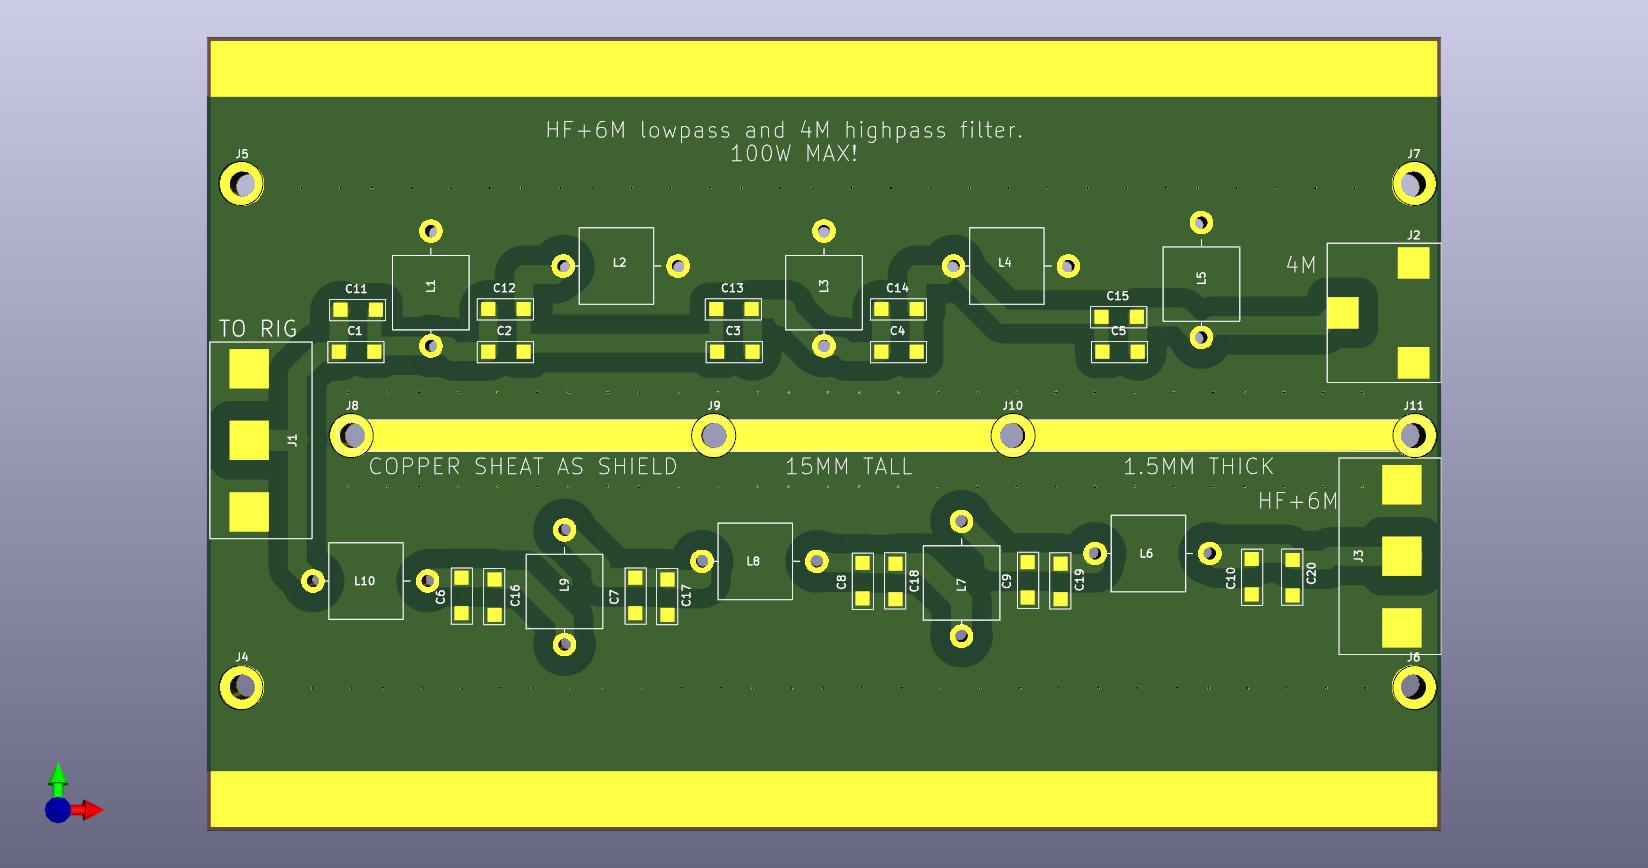 HF+6M lowpass and 4M highpass filter.
100W MAX!
J5
J7
J2
4M
L2
L4
L1
L3
L5
C11
C12
C13
C14
C15
TO RIG
C1
C2
C3
C4
C5
J8
J9
J10
J11
J1
COPPER SHEAT AS SHIELD
15MM TALL
1.5MM THICK
HF+6M
J3
L10
C6
C16
L9
C7
C17
L8
C8
C18
L7
C9
C19
L6
C10
C20
J4
J6